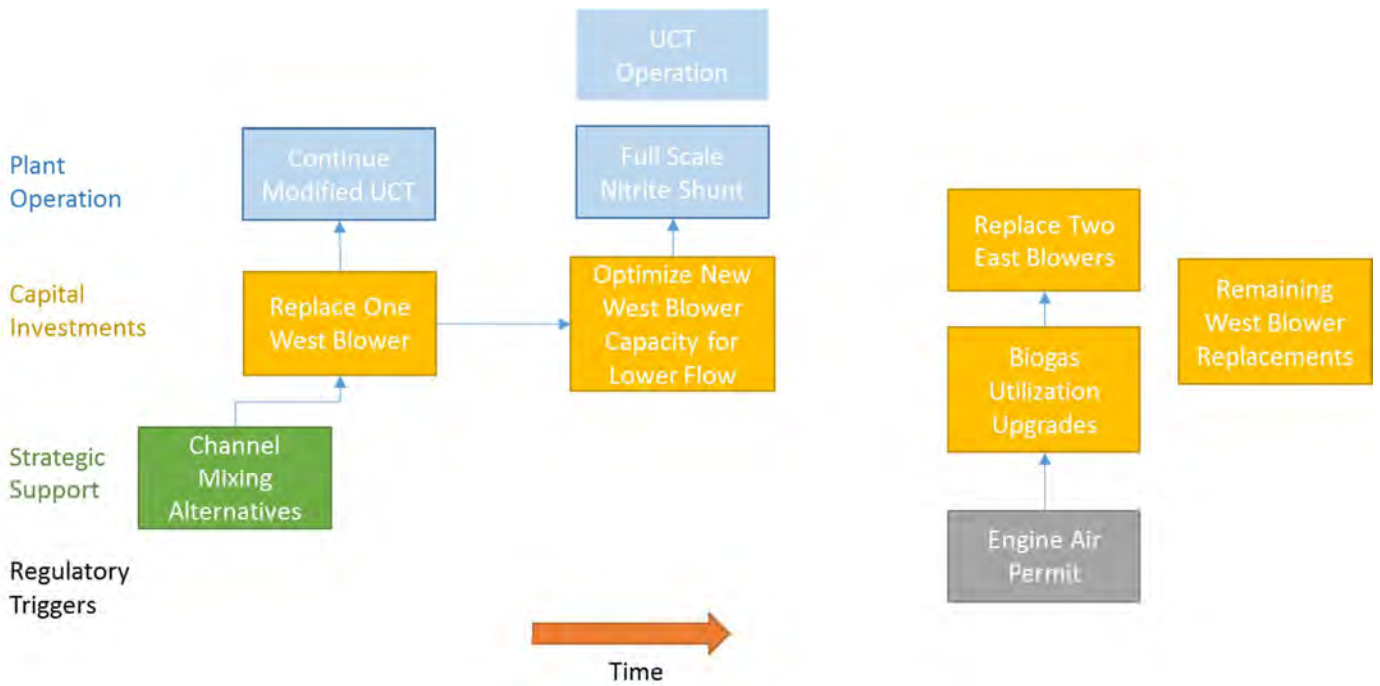 UCT
Operation
Plant
Operation
Continue
Modified UCT
Full Scale
Nitrite Shunt
Replace Two
East Blowers
Capital
Investments
Replace One
West Blower
Optimize New
West Blower
Capacity for
Lower Flow
Remaining
West Blower
Replacements
Biogas
Utilization
Upgrades
Strategic
Support
Channel
Mixing
Alternatives
Engine Air
Permit
Regulatory
Triggers
Time